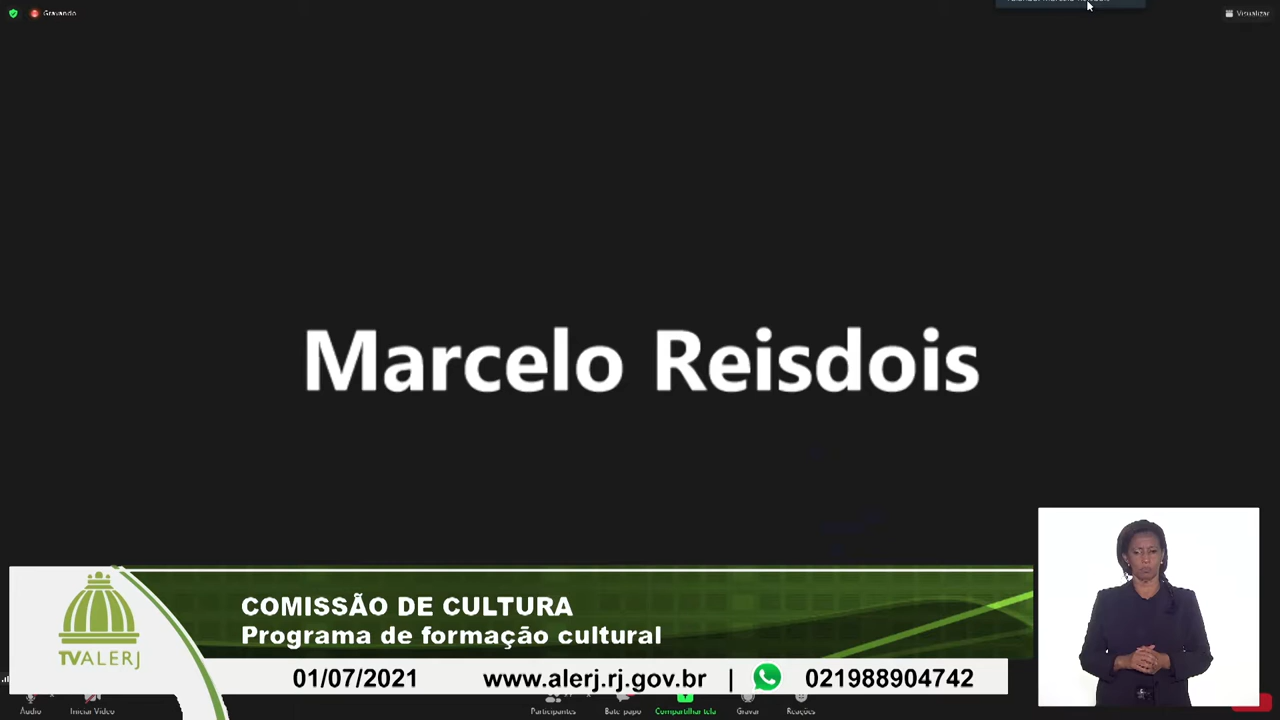 Gravando
Visualizar
Marcelo Reisdois
COMISSÃO DE CULTURA
Programa de formação cultural
TVALERJ
01/07/2021 www.alerj.rj.gov.br | 021988904742
Áudio Iniciar Vídeo Participantes Bate-papo Compartilhar tela Gravar Reações